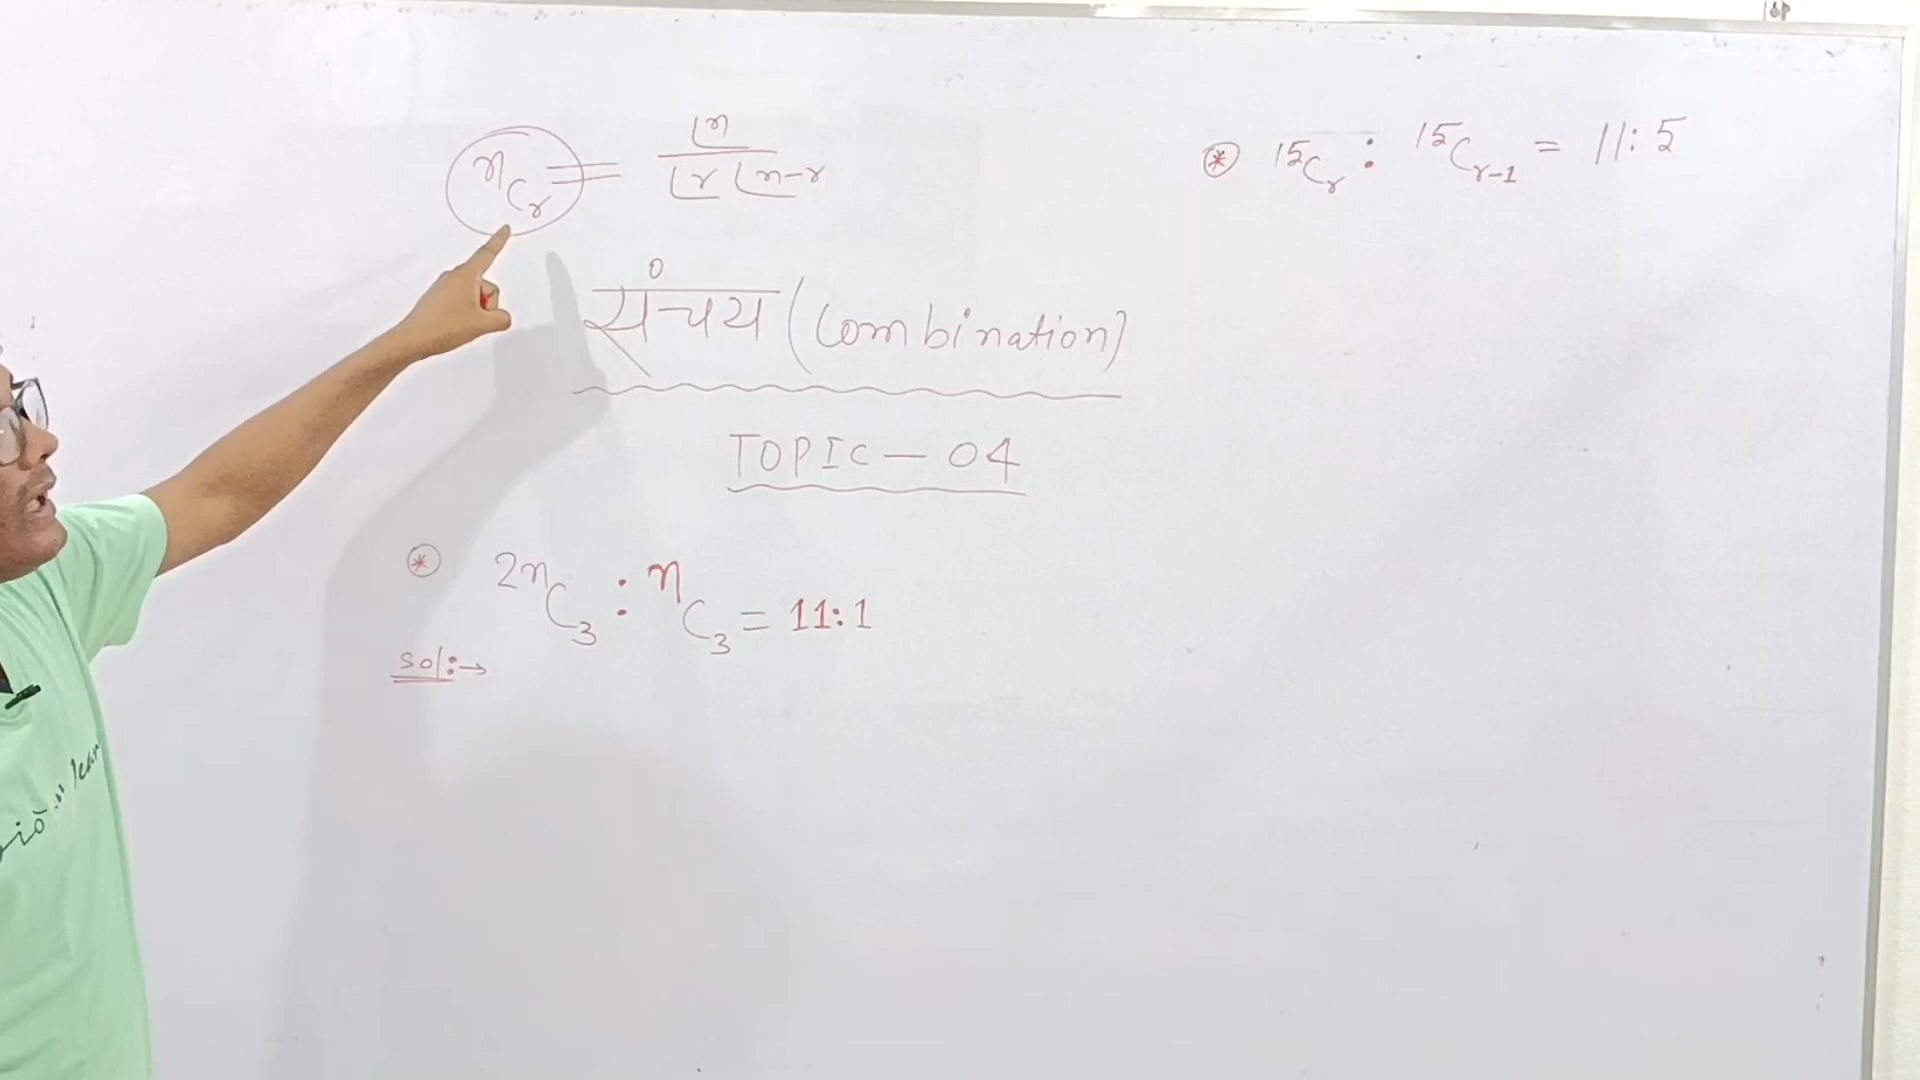 ⁿCᵣ = ⌊n / ⌊r ⌊n-r
संचय (Combination)
TOPIC - 04
* ²ⁿC₃ : ⁿC₃ = 11:1
sol:→
* ¹⁵Cᵣ : ¹⁵Cᵣ₋₁ = 11:5